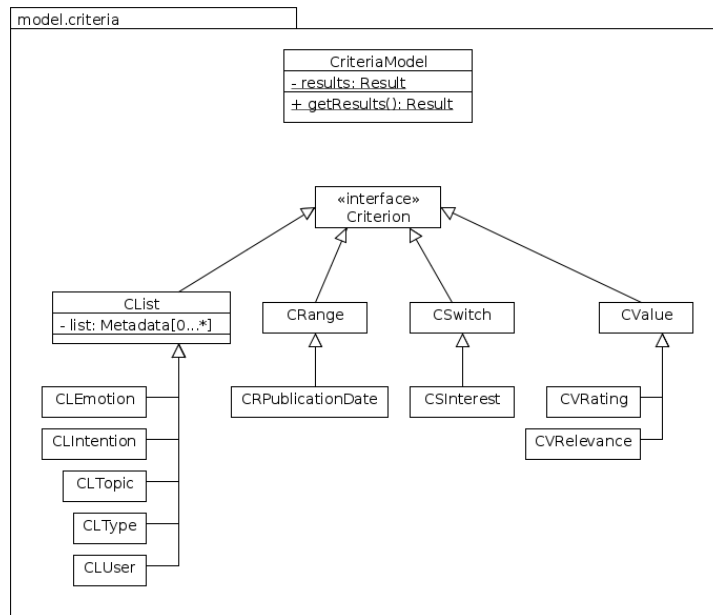 model.criteria
CriteriaModel
- results: Result
+ getResults(): Result
«interface»
Criterion
CList
- list: Metadata[0...*]
CRange
CSwitch
CValue
CLEmotion
CRPublicationDate
CSInterest
CVRating
CLIntention
CVRelevance
CLTopic
CLType
CLUser